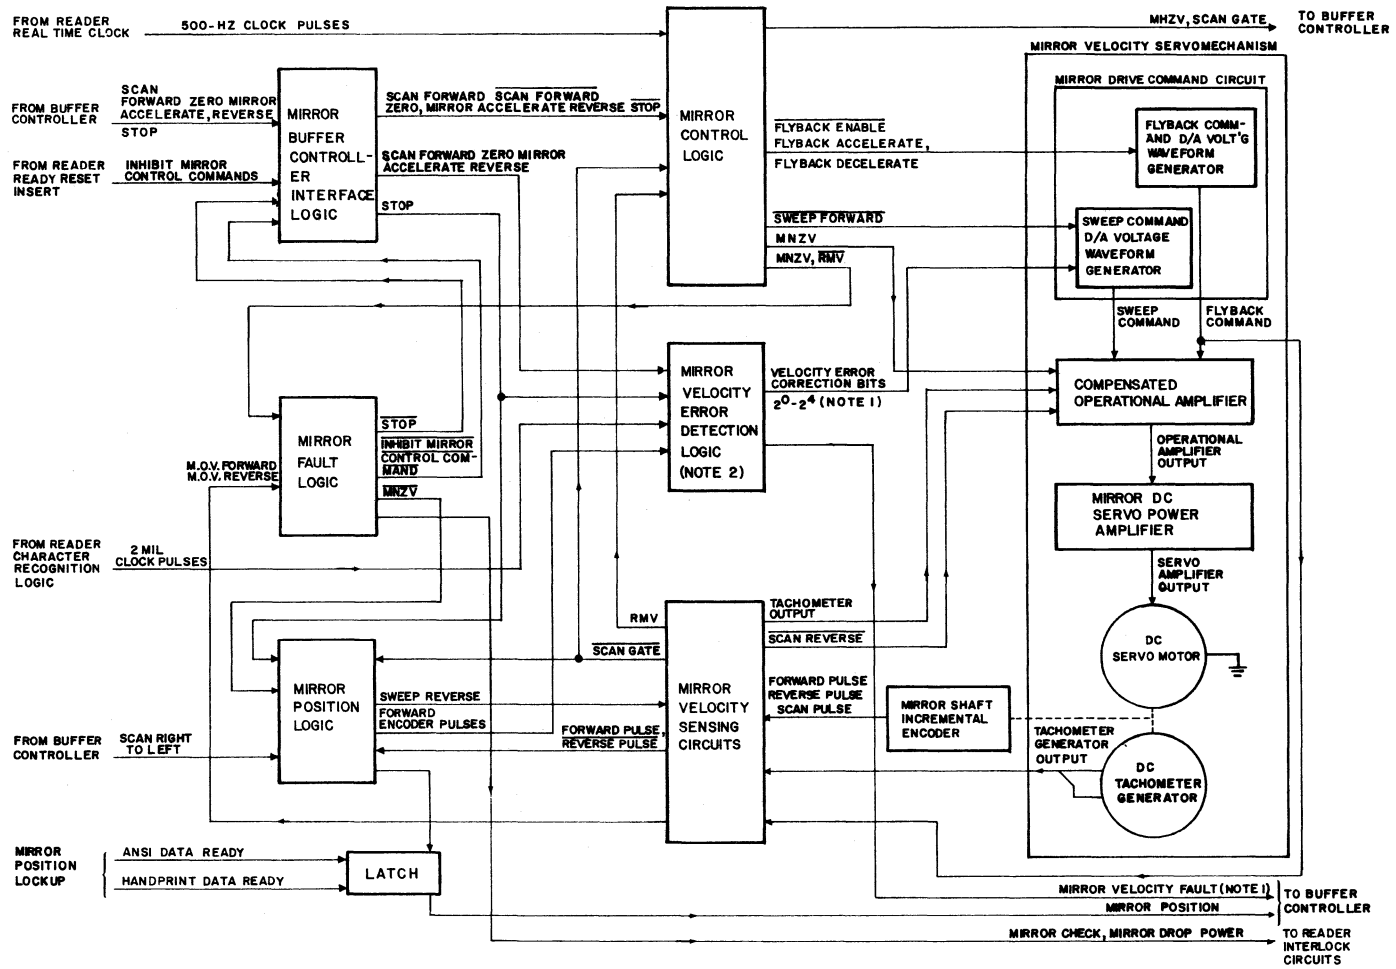 FROM READER
REAL TIME CLOCK
500-HZ CLOCK PULSES
MHZV, SCAN GATE
TO BUFFER
CONTROLLER
MIRROR VELOCITY SERVOMECHANISM
MIRROR DRIVE COMMAND CIRCUIT
FROM BUFFER
CONTROLLER
SCAN
FORWARD ZERO MIRROR
ACCELERATE, REVERSE
STOP
FROM READER
READY RESET
INSERT
INHIBIT MIRROR
CONTROL COMMANDS
MIRROR
BUFFER
CONTROLL-
ER
INTERFACE
LOGIC
SCAN FORWARD SCAN FORWARD
ZERO, MIRROR ACCELERATE REVERSE STOP
SCAN FORWARD ZERO MIRROR
ACCELERATE REVERSE
STOP
MIRROR
CONTROL
LOGIC
FLYBACK ENABLE
FLYBACK ACCELERATE,
FLYBACK DECELERATE
SWEEP FORWARD
MNZV
MNZV, RMV
FLYBACK COMM-
AND D/A VOLT'G
WAVEFORM
GENERATOR
SWEEP COMMAND
D/A VOLTAGE
WAVEFORM
GENERATOR
SWEEP
COMMAND
FLYBACK
COMMAND
MIRROR
VELOCITY
ERROR
DETECTION
LOGIC
(NOTE 2)
VELOCITY ERROR
CORRECTION BITS
2⁰-2⁴ (NOTE 1)
COMPENSATED
OPERATIONAL AMPLIFIER
OPERATIONAL
AMPLIFIER
OUTPUT
MIRROR DC
SERVO POWER
AMPLIFIER
SERVO
AMPLIFIER
OUTPUT
DC
SERVO MOTOR
MIRROR
FAULT
LOGIC
M.O.V. FORWARD
M.O.V. REVERSE
STOP
INHIBIT MIRROR
CONTROL COM-
MAND
MNZV
FROM READER
CHARACTER
RECOGNITION
LOGIC
2 MIL
CLOCK PULSES
RMV
SCAN GATE
TACHOMETER
OUTPUT
SCAN REVERSE
FORWARD PULSE
REVERSE PULSE
SCAN PULSE
MIRROR SHAFT
INCREMENTAL
ENCODER
MIRROR
POSITION
LOGIC
SWEEP REVERSE
FORWARD
ENCODER PULSES
FORWARD PULSE,
REVERSE PULSE
MIRROR
VELOCITY
SENSING
CIRCUITS
TACHOMETER
GENERATOR
OUTPUT
DC
TACHOMETER
GENERATOR
FROM BUFFER
CONTROLLER
SCAN RIGHT
TO LEFT
MIRROR
POSITION
LOCKUP
ANSI DATA READY
HANDPRINT DATA READY
LATCH
MIRROR VELOCITY FAULT (NOTE 1)
MIRROR POSITION
TO BUFFER
CONTROLLER
MIRROR CHECK, MIRROR DROP POWER
TO READER
INTERLOCK
CIRCUITS